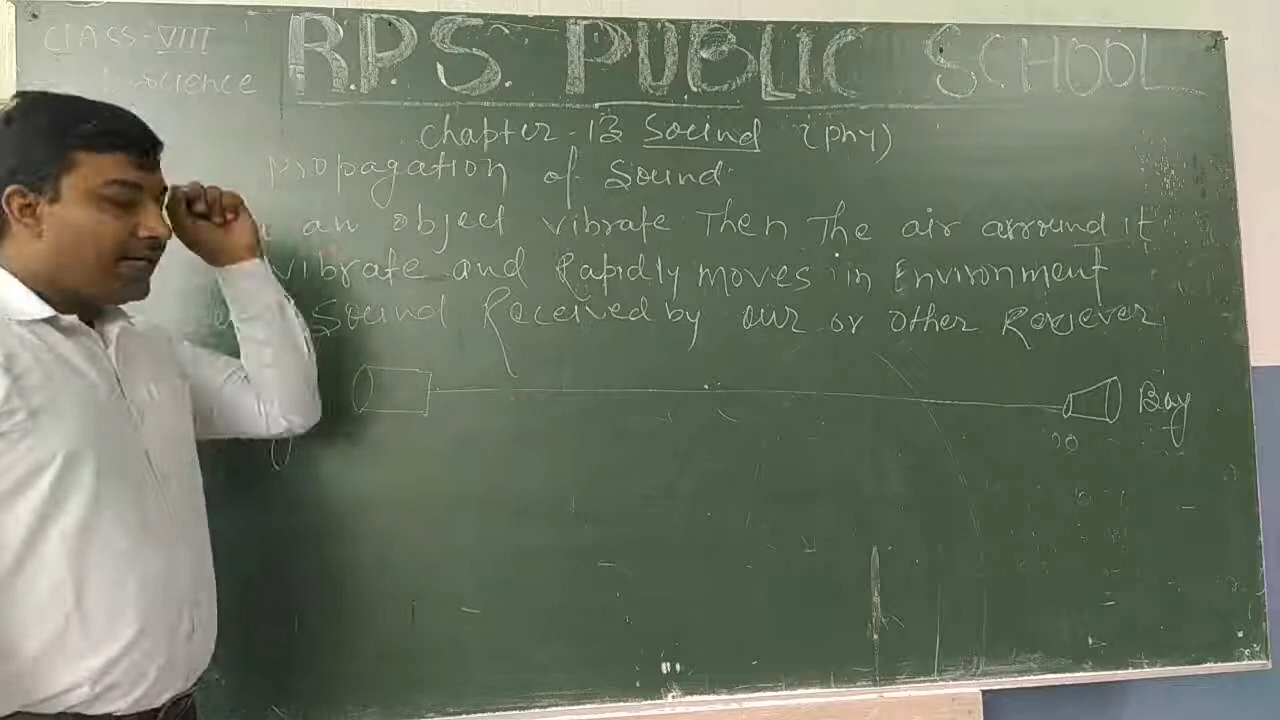 CLASS-VIII
Science
R.P.S. PUBLIC SCHOOL
Chapter-13 Sound (Phy)
Propagation of Sound
an object vibrate Then The air arround it
vibrate and Rapidly moves in Environment
Sound Received by our or other
Boy